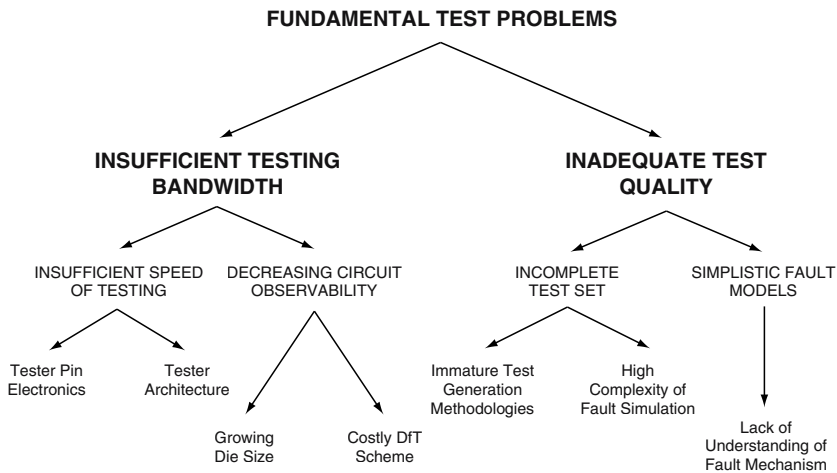 FUNDAMENTAL TEST PROBLEMS
INSUFFICIENT TESTING
BANDWIDTH
INADEQUATE TEST
QUALITY
INSUFFICIENT SPEED
OF TESTING
DECREASING CIRCUIT
OBSERVABILITY
INCOMPLETE
TEST SET
SIMPLISTIC FAULT
MODELS
Tester Pin
Electronics
Tester
Architecture
Growing
Die Size
Costly DfT
Scheme
Immature Test
Generation
Methodologies
High
Complexity of
Fault Simulation
Lack of
Understanding of
Fault Mechanism